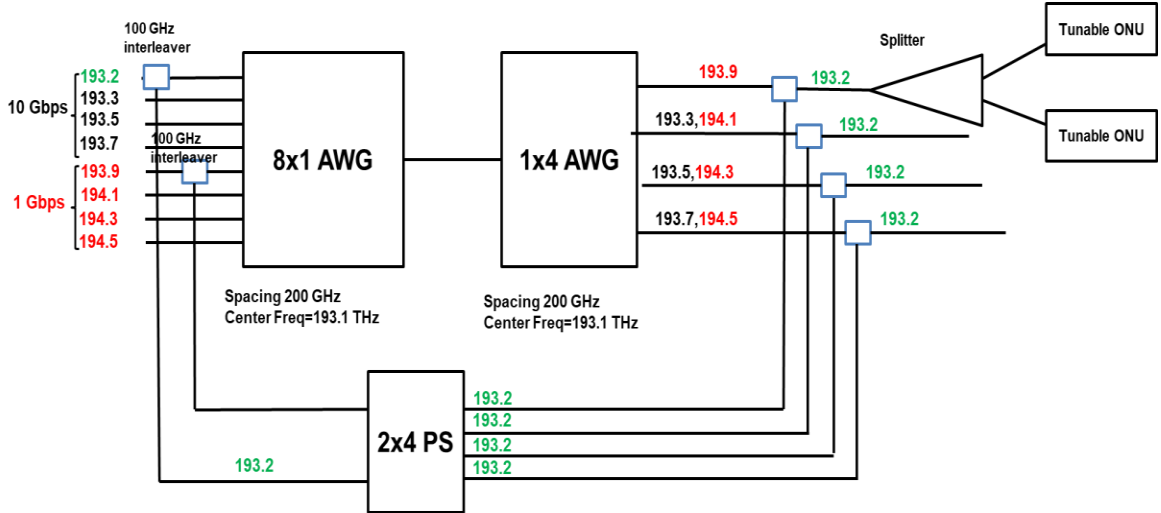 100 GHz
interleaver
193.2
193.3
193.5
193.7
10 Gbps
100 GHz
interleaver
193.9
194.1
194.3
194.5
1 Gbps
8x1 AWG
Spacing 200 GHz
Center Freq=193.1 THz
1x4 AWG
Spacing 200 GHz
Center Freq=193.1 THz
193.9
193.3,194.1
193.5,194.3
193.7,194.5
193.2
193.2
193.2
193.2
Splitter
Tunable ONU
Tunable ONU
2x4 PS
193.2
193.2
193.2
193.2
193.2